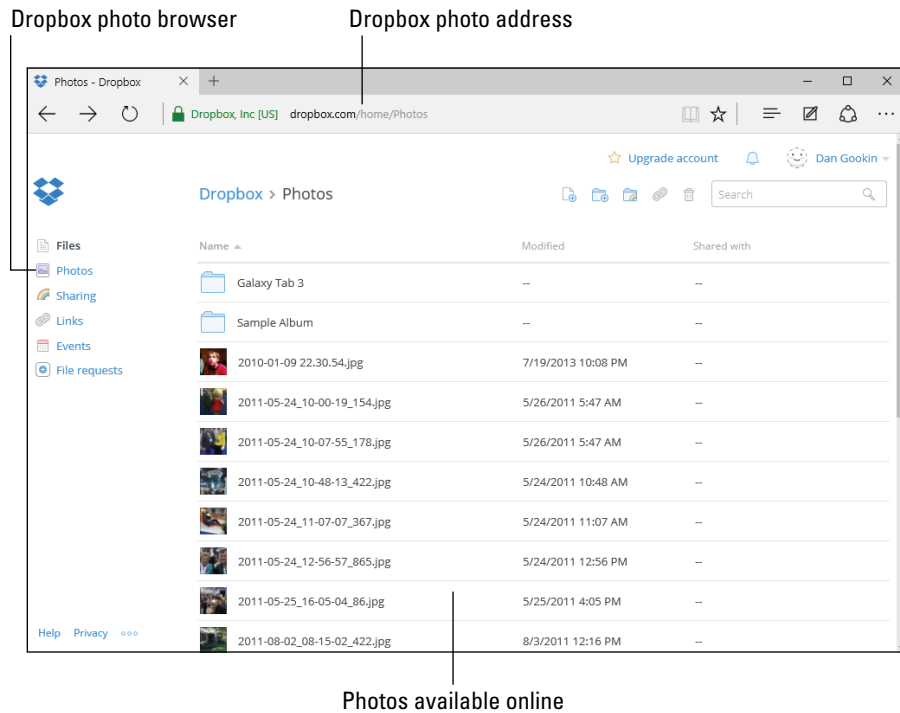 Dropbox photo browser
Dropbox photo address
Photos - Dropbox
Dropbox, Inc [US] dropbox.com/home/Photos
Upgrade account
Dan Gookin
Dropbox > Photos
Search
Files
Photos
Sharing
Links
Events
File requests
Name Modified Shared with
Galaxy Tab 3 -- --
Sample Album -- --
2010-01-09 22.30.54.jpg 7/19/2013 10:08 PM --
2011-05-24_10-00-19_154.jpg 5/26/2011 5:47 AM --
2011-05-24_10-07-55_178.jpg 5/26/2011 5:47 AM --
2011-05-24_10-48-13_422.jpg 5/24/2011 10:48 AM --
2011-05-24_11-07-07_367.jpg 5/24/2011 11:07 AM --
2011-05-24_12-56-57_865.jpg 5/24/2011 12:56 PM --
2011-05-25_16-05-04_86.jpg 5/25/2011 4:05 PM --
2011-08-02_08-15-02_422.jpg 8/3/2011 12:16 PM --
Help Privacy
Photos available online